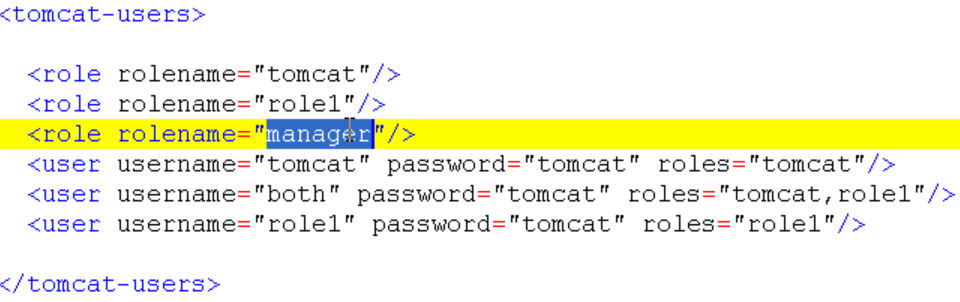 <tomcat-users>
<role rolename="tomcat"/>
<role rolename="role1"/>
<role rolename="manager"/>
<user username="tomcat" password="tomcat" roles="tomcat"/>
<user username="both" password="tomcat" roles="tomcat,role1"/>
<user username="role1" password="tomcat" roles="role1"/>
</tomcat-users>